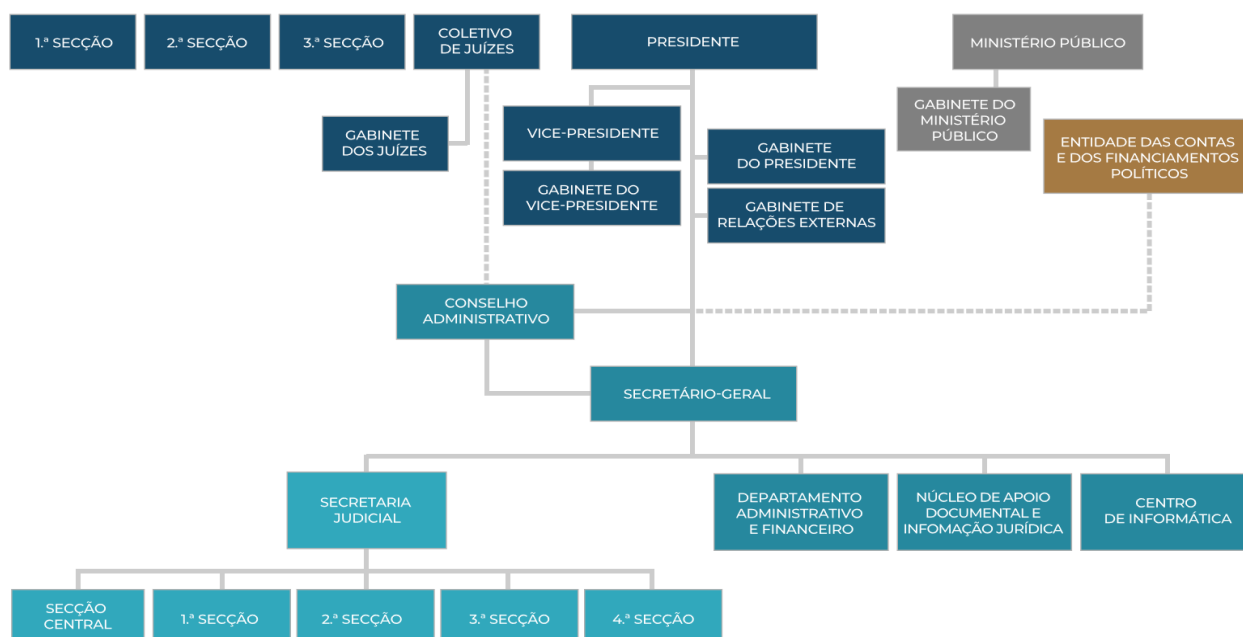 1.ª SECÇÃO
2.ª SECÇÃO
3.ª SECÇÃO
COLETIVO
DE JUÍZES
PRESIDENTE
MINISTÉRIO PÚBLICO
GABINETE
DOS JUÍZES
VICE-PRESIDENTE
GABINETE DO
VICE-PRESIDENTE
GABINETE
DO PRESIDENTE
GABINETE DE
RELAÇÕES EXTERNAS
GABINETE DO
MINISTÉRIO
PÚBLICO
ENTIDADE DAS CONTAS
E DOS FINANCIAMENTOS
POLÍTICOS
CONSELHO
ADMINISTRATIVO
SECRETÁRIO-GERAL
SECRETARIA
JUDICIAL
DEPARTAMENTO
ADMINISTRATIVO
E FINANCEIRO
NÚCLEO DE APOIO
DOCUMENTAL E
INFOMAÇÃO JURÍDICA
CENTRO
DE INFORMÁTICA
SECÇÃO
CENTRAL
1.ª SECÇÃO
2.ª SECÇÃO
3.ª SECÇÃO
4.ª SECÇÃO